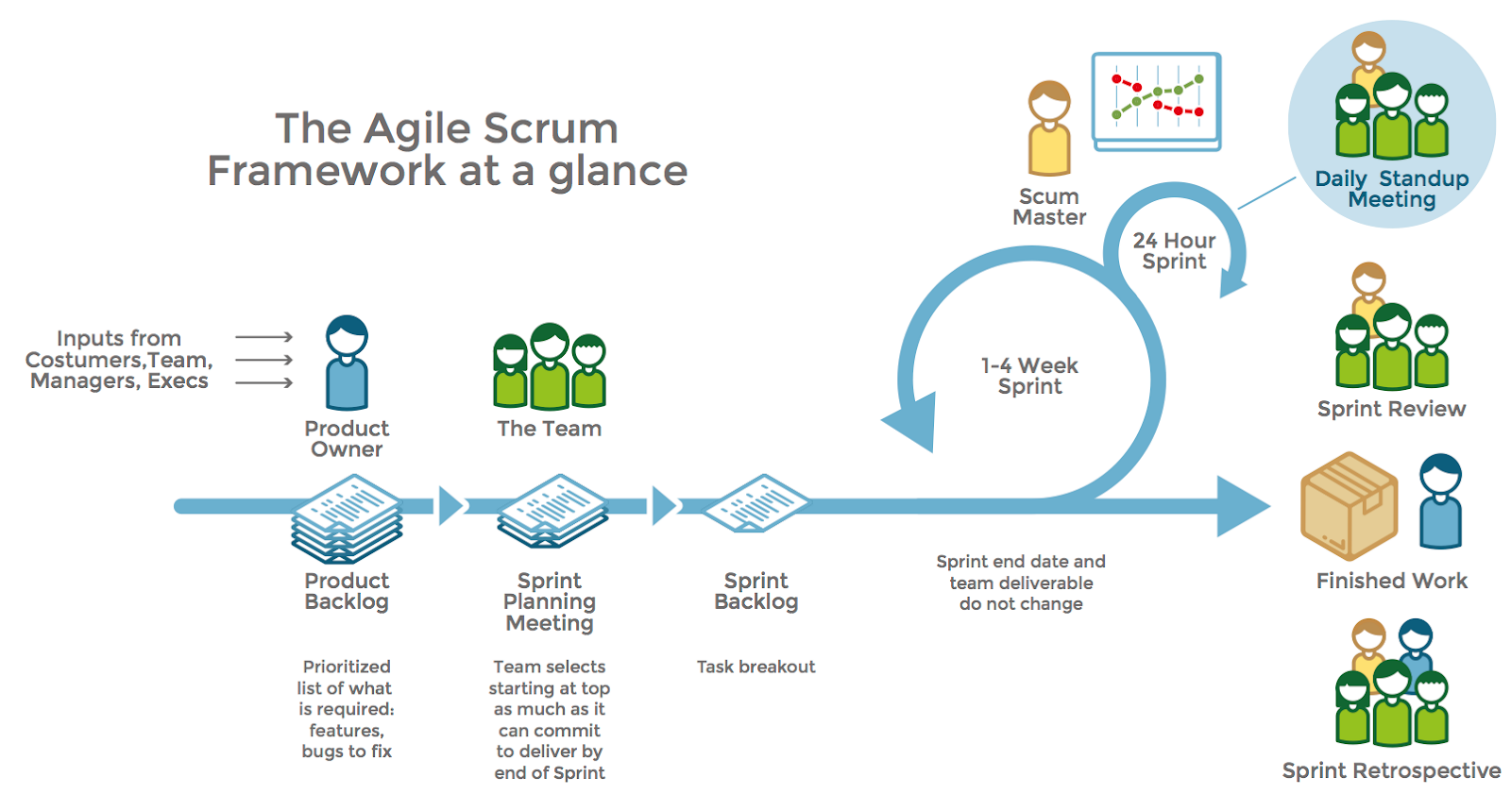 The Agile Scrum
Framework at a glance
Inputs from
Costumers,Team,
Managers, Execs
Product
Owner
The Team
Scum
Master
24 Hour
Sprint
1-4 Week
Sprint
Daily Standup
Meeting
Sprint Review
Finished Work
Sprint Retrospective
Product
Backlog
Prioritized
list of what
is required:
features,
bugs to fix
Sprint
Planning
Meeting
Team selects
starting at top
as much as it
can commit
to deliver by
end of Sprint
Sprint
Backlog
Task breakout
Sprint end date and
team deliverable
do not change